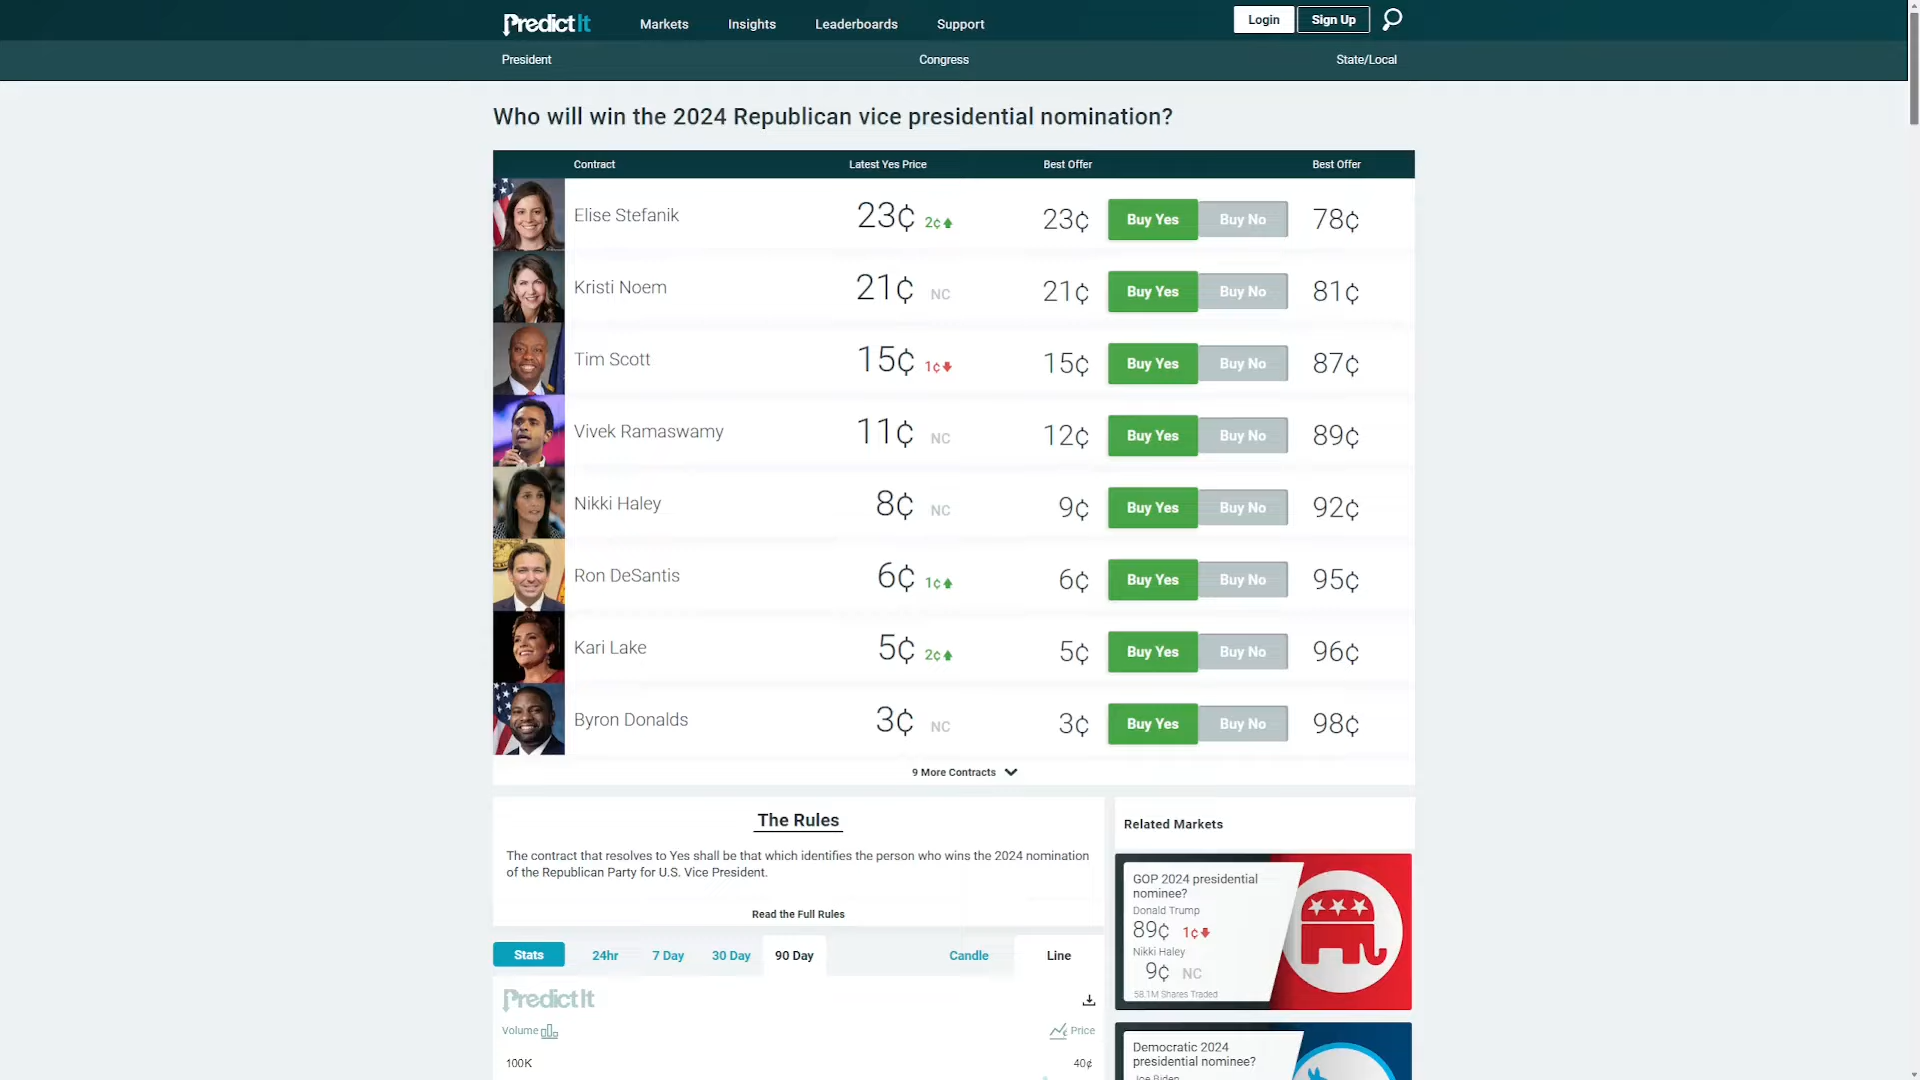 PredictIt Markets Insights Leaderboards Support Login Sign Up
President Congress State/Local
Who will win the 2024 Republican vice presidential nomination?
Contract Latest Yes Price Best Offer Best Offer
Elise Stefanik 23¢ 2¢ 23¢ Buy Yes Buy No 78¢
Kristi Noem 21¢ NC 21¢ Buy Yes Buy No 81¢
Tim Scott 15¢ 1¢ 15¢ Buy Yes Buy No 87¢
Vivek Ramaswamy 11¢ NC 12¢ Buy Yes Buy No 89¢
Nikki Haley 8¢ NC 9¢ Buy Yes Buy No 92¢
Ron DeSantis 6¢ 1¢ 6¢ Buy Yes Buy No 95¢
Kari Lake 5¢ 2¢ 5¢ Buy Yes Buy No 96¢
Byron Donalds 3¢ NC 3¢ Buy Yes Buy No 98¢
9 More Contracts
The Rules
The contract that resolves to Yes shall be that which identifies the person who wins the 2024 nomination
of the Republican Party for U.S. Vice President.
Read the Full Rules
Stats 24hr 7 Day 30 Day 90 Day Candle Line
PredictIt
Volume Price
100K 40¢
Related Markets
GOP 2024 presidential
nominee?
Donald Trump
89¢ 1¢
Nikki Haley
9¢ NC
58.1M Shares Traded
Democratic 2024
presidential nominee?
Joe Biden